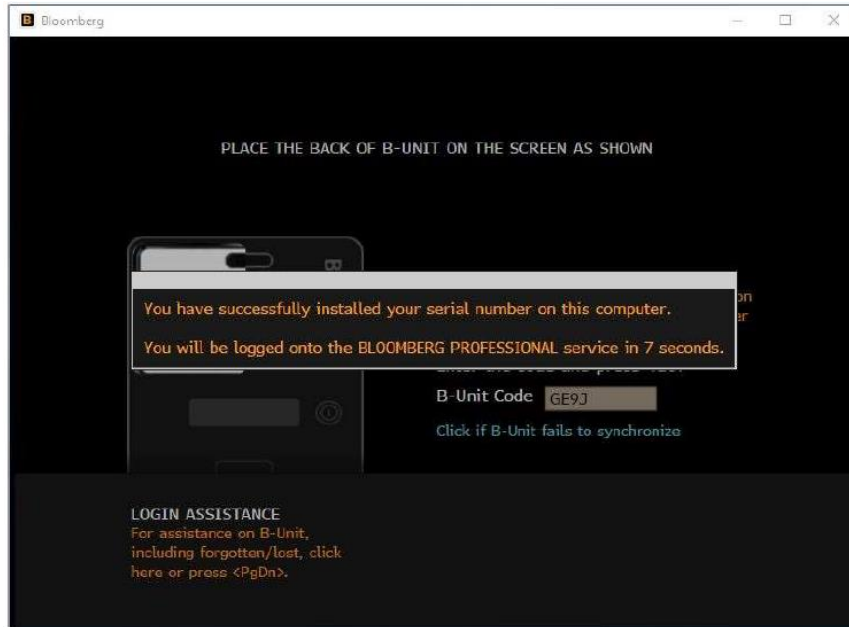 Bloomberg
PLACE THE BACK OF B-UNIT ON THE SCREEN AS SHOWN
You have successfully installed your serial number on this computer.
You will be logged onto the BLOOMBERG PROFESSIONAL service in 7 seconds.
B-Unit Code GE9J
Click if B-Unit fails to synchronize
LOGIN ASSISTANCE
For assistance on B-Unit,
including forgotten/lost, click
here or press <PgDn>.